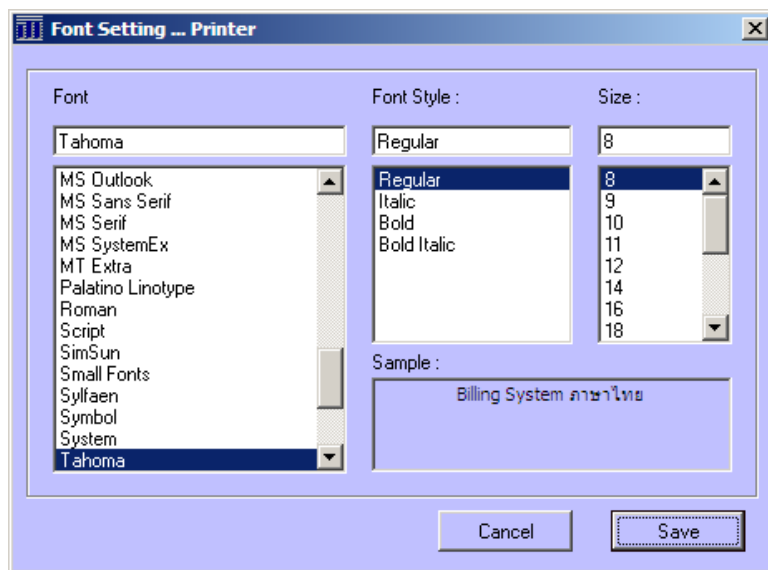 Font Setting ... Printer
Font
Font Style :
Size :
Tahoma
Regular
8
MS Outlook
MS Sans Serif
MS Serif
MS SystemEx
MT Extra
Palatino Linotype
Roman
Script
SimSun
Small Fonts
Sylfaen
Symbol
System
Tahoma
Regular
Italic
Bold
Bold Italic
8
9
10
11
12
14
16
18
Sample :
Billing System ภาษาไทย
Cancel
Save